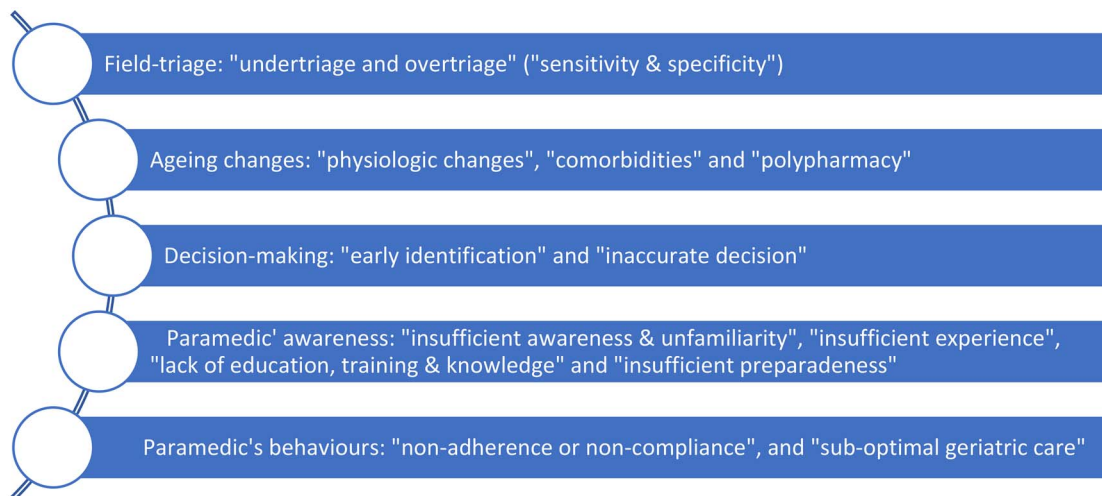 Field-triage: "undertriage and overtriage" ("sensitivity & specificity")
Ageing changes: "physiologic changes", "comorbidities" and "polypharmacy"
Decision-making: "early identification" and "inaccurate decision"
Paramedic' awareness: "insufficient awareness & unfamiliarity", "insufficient experience",
"lack of education, training & knowledge" and "insufficient preparadeness"
Paramedic's behaviours: "non-adherence or non-compliance", and "sub-optimal geriatric care"